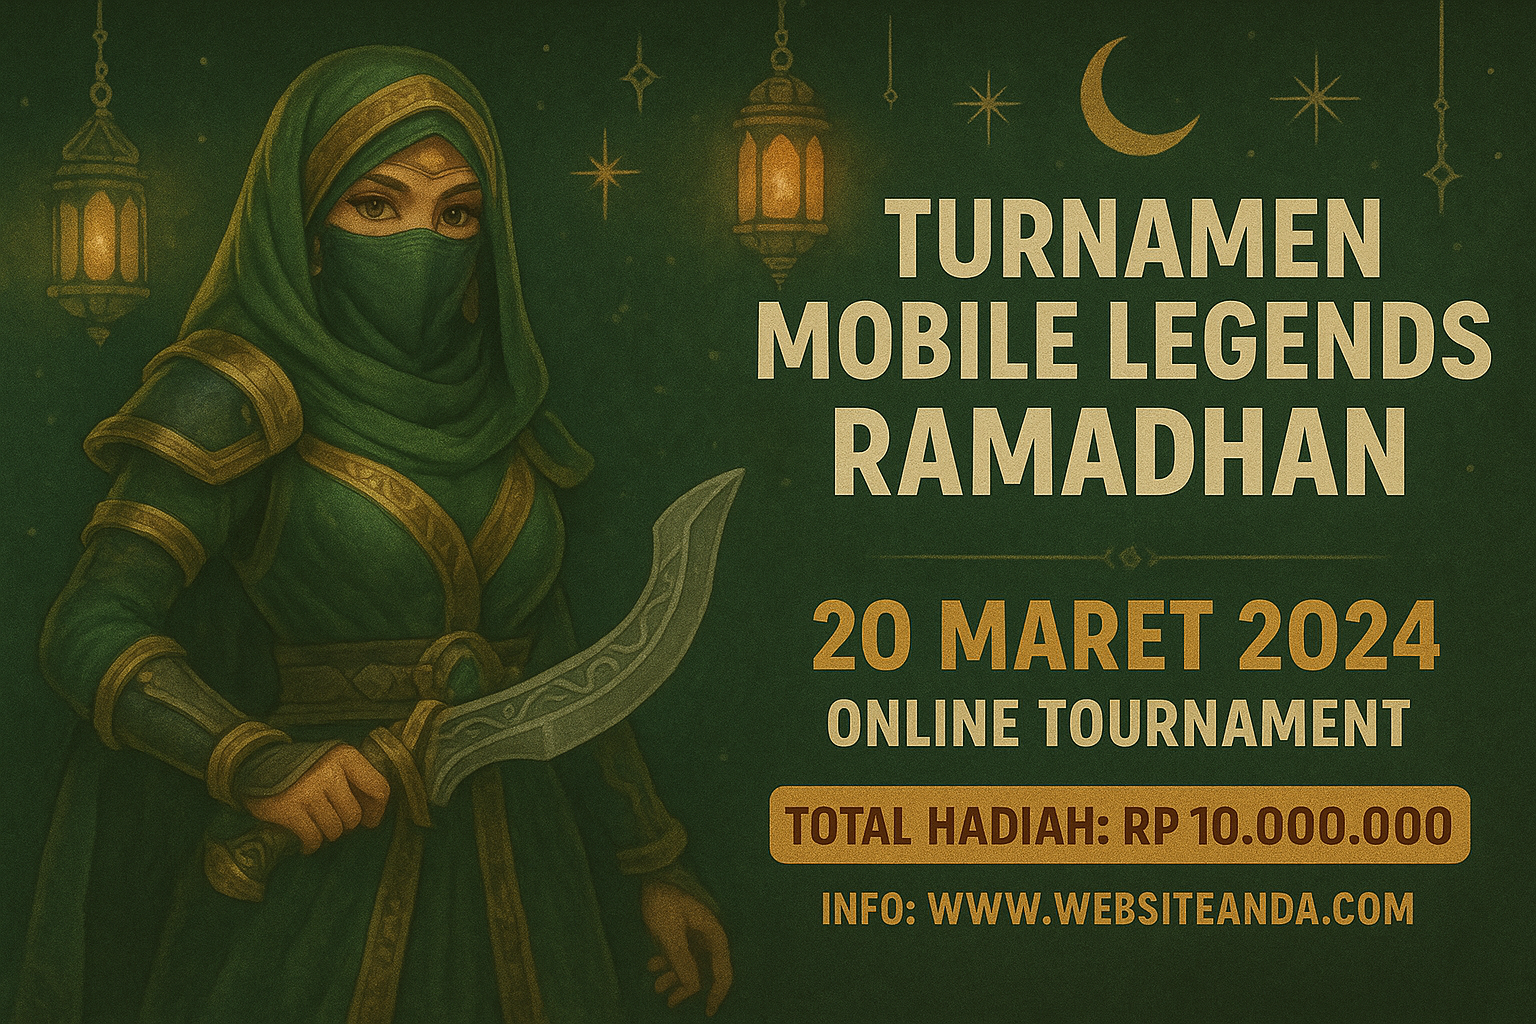 TURNAMEN
MOBILE LEGENDS
RAMADHAN
20 MARET 2024
ONLINE TOURNAMENT
TOTAL HADIAH: RP 10.000.000
INFO: WWW.WEBSITEANDA.COM